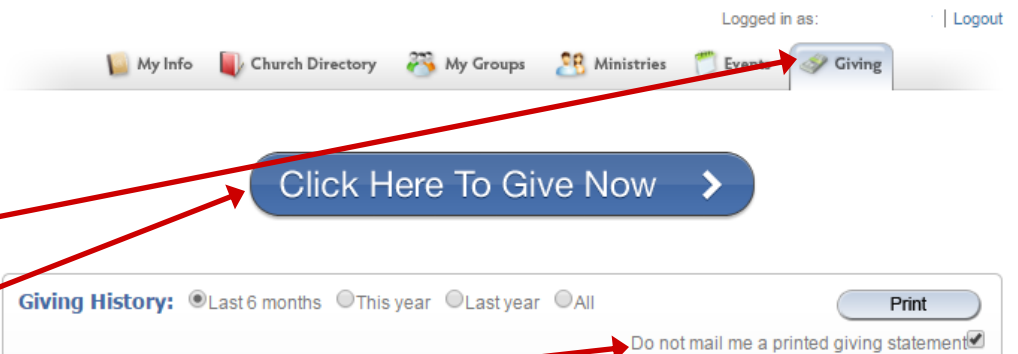 Logged in as: | Logout
My Info Church Directory My Groups Ministries Events Giving
Click Here To Give Now
Giving History: Last 6 months This year Last year All Print
Do not mail me a printed giving statement